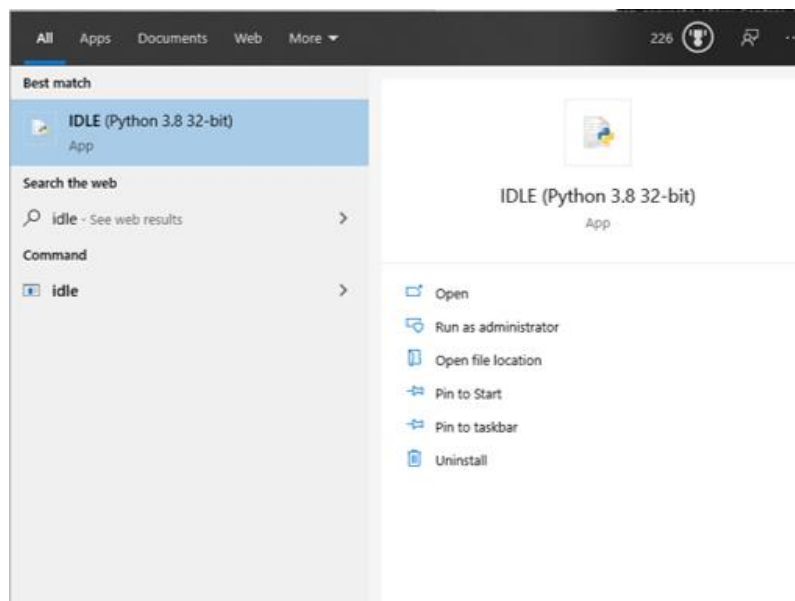 All Apps Documents Web More 226
Best match
IDLE (Python 3.8 32-bit)
App
Search the web
idle - See web results
Command
idle
IDLE (Python 3.8 32-bit)
App
Open
Run as administrator
Open file location
Pin to Start
Pin to taskbar
Uninstall